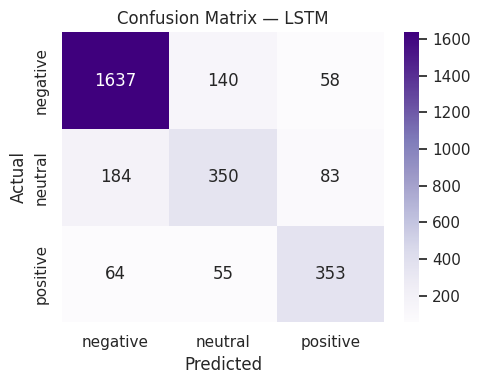 Confusion Matrix — LSTM
Actual
negative 1637 140 58
neutral 184 350 83
positive 64 55 353
negative neutral positive
Predicted
1600
1400
1200
1000
800
600
400
200